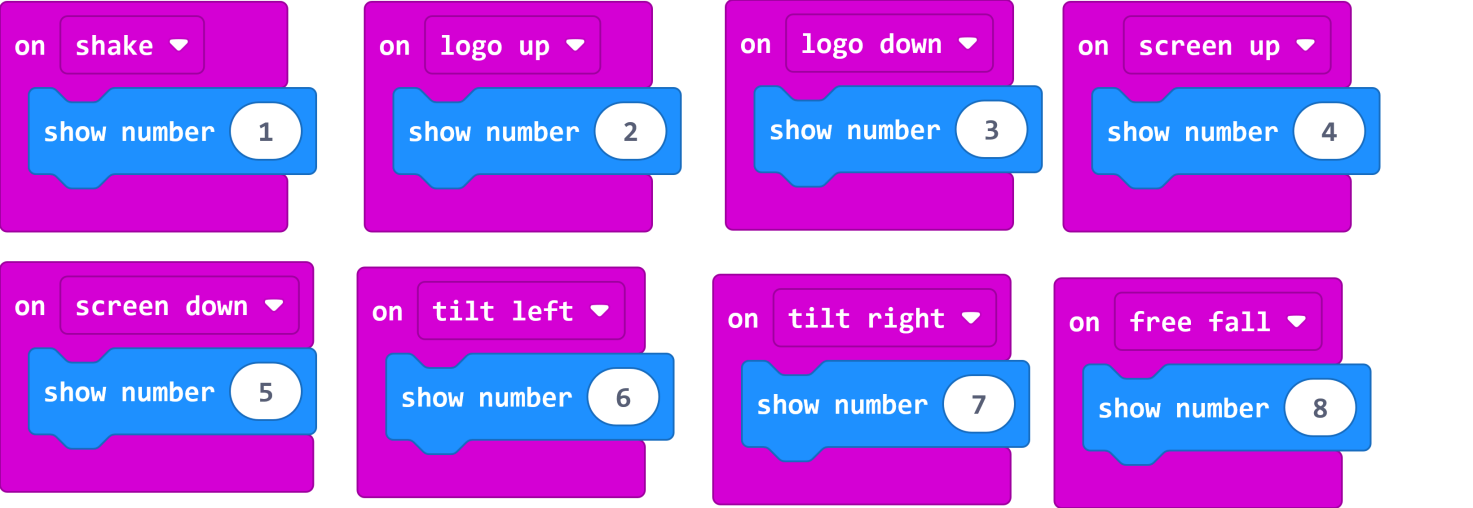 on shake
show number 1
on logo up
show number 2
on logo down
show number 3
on screen up
show number 4
on screen down
show number 5
on tilt left
show number 6
on tilt right
show number 7
on free fall
show number 8